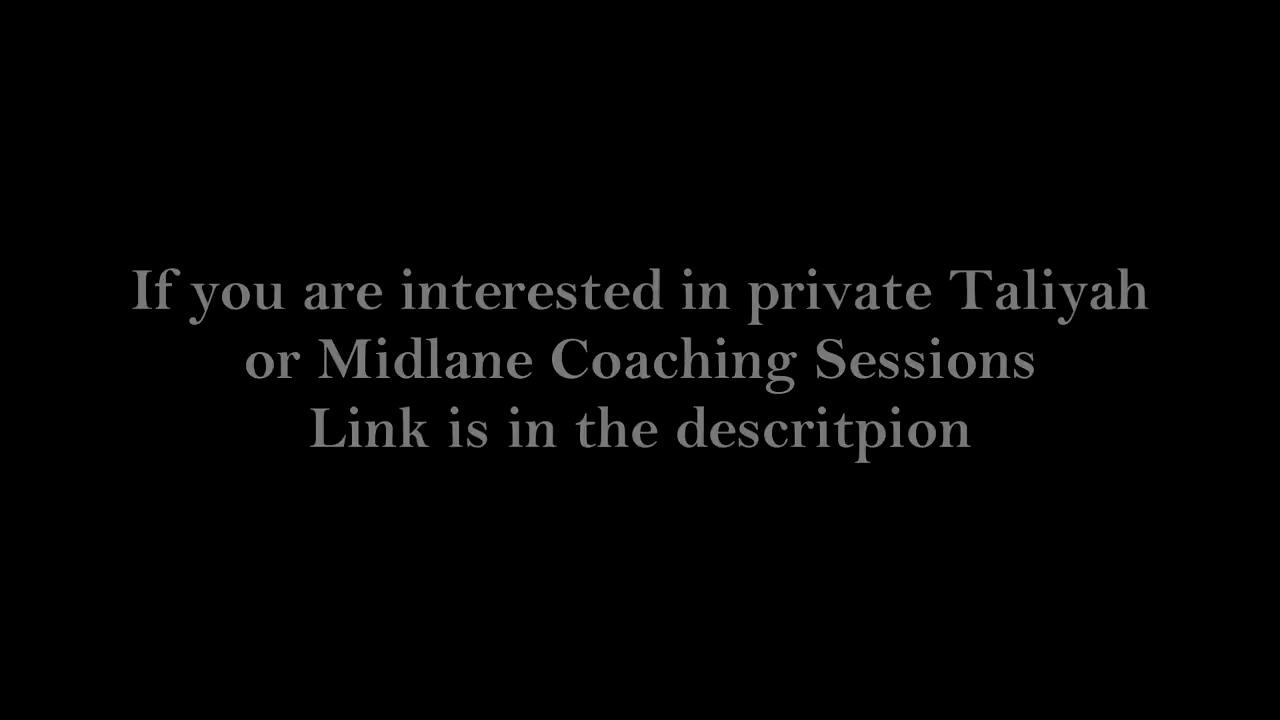 If you are interested in private Taliyah
or Midlane Coaching Sessions
Link is in the descritpion